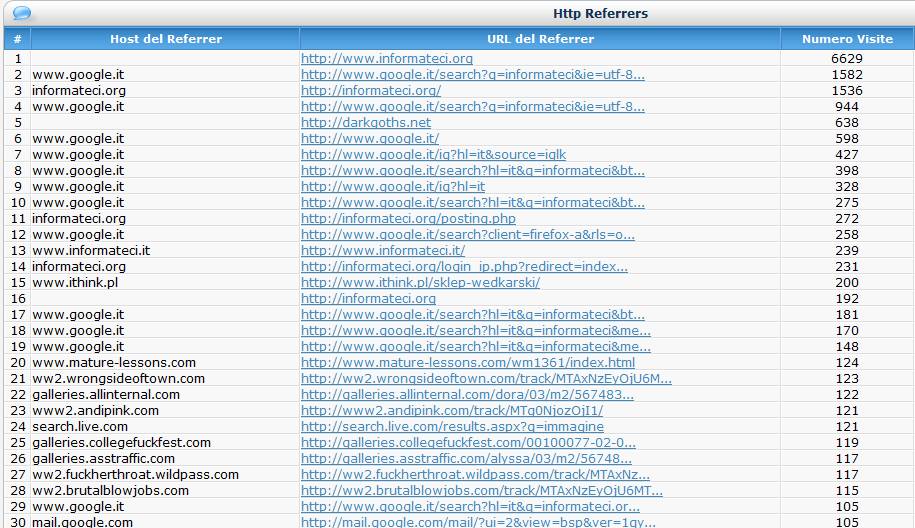 Http Referrers
# Host del Referrer URL del Referrer Numero Visite
1 http://www.informateci.org 6629
2 www.google.it http://www.google.it/search?q=informateci&ie=utf-8... 1582
3 informateci.org http://informateci.org/ 1536
4 www.google.it http://www.google.it/search?q=informateci&ie=utf-8... 944
5 http://darkgoths.net 638
6 www.google.it http://www.google.it/ 598
7 www.google.it http://www.google.it/ig?hl=it&source=iglk 427
8 www.google.it http://www.google.it/search?hl=it&q=informateci&bt... 398
9 www.google.it http://www.google.it/ig?hl=it 328
10 www.google.it http://www.google.it/search?hl=it&q=informateci&bt... 275
11 informateci.org http://informateci.org/posting.php 272
12 www.google.it http://www.google.it/search?client=firefox-a&rls=o... 258
13 www.informateci.it http://www.informateci.it/ 239
14 informateci.org http://informateci.org/login_ip.php?redirect=index... 231
15 www.ithink.pl http://www.ithink.pl/sklep-wedkarski/ 200
16 http://informateci.org 192
17 www.google.it http://www.google.it/search?hl=it&q=informateci&bt... 181
18 www.google.it http://www.google.it/search?hl=it&q=informateci&me... 170
19 www.google.it http://www.google.it/search?hl=it&q=informateci&me... 148
20 www.mature-lessons.com http://www.mature-lessons.com/wm1361/index.html 124
21 ww2.wrongsideoftown.com http://ww2.wrongsideoftown.com/track/MTAxNzEyOjU6M... 123
22 galleries.allinternal.com http://galleries.allinternal.com/dora/03/m2/567483... 122
23 www2.andipink.com http://www2.andipink.com/track/MTg0NjozOjI1/ 121
24 search.live.com http://search.live.com/results.aspx?q=immagine 121
25 galleries.collegefuckfest.com http://galleries.collegefuckfest.com/00100077-02-0... 119
26 galleries.asstraffic.com http://galleries.asstraffic.com/alyssa/03/m2/56748... 117
27 ww2.fuckherthroat.wildpass.com http://ww2.fuckherthroat.wildpass.com/track/MTAxNz... 117
28 ww2.brutalblowjobs.com http://ww2.brutalblowjobs.com/track/MTAxNzEyOjU6MT... 115
29 www.google.it http://www.google.it/search?hl=it&q=informateci.or... 105
30 mail.google.com http://mail.google.com/mail/?ui=2&view=bsp&ver=1qy... 105